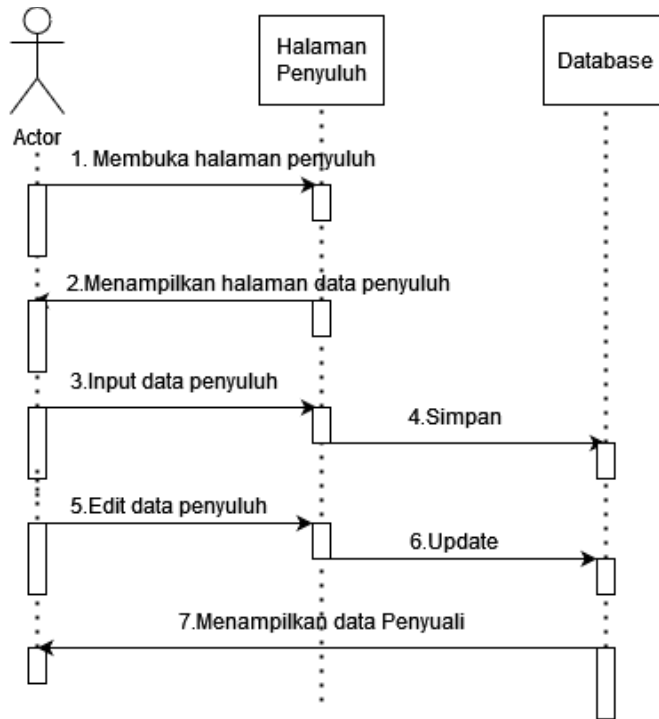 Halaman
Penyuluh
Database
Actor
1. Membuka halaman penyuluh
2.Menampilkan halaman data penyuluh
3.Input data penyuluh
4.Simpan
5.Edit data penyuluh
6.Update
7.Menampilkan data Penyuali